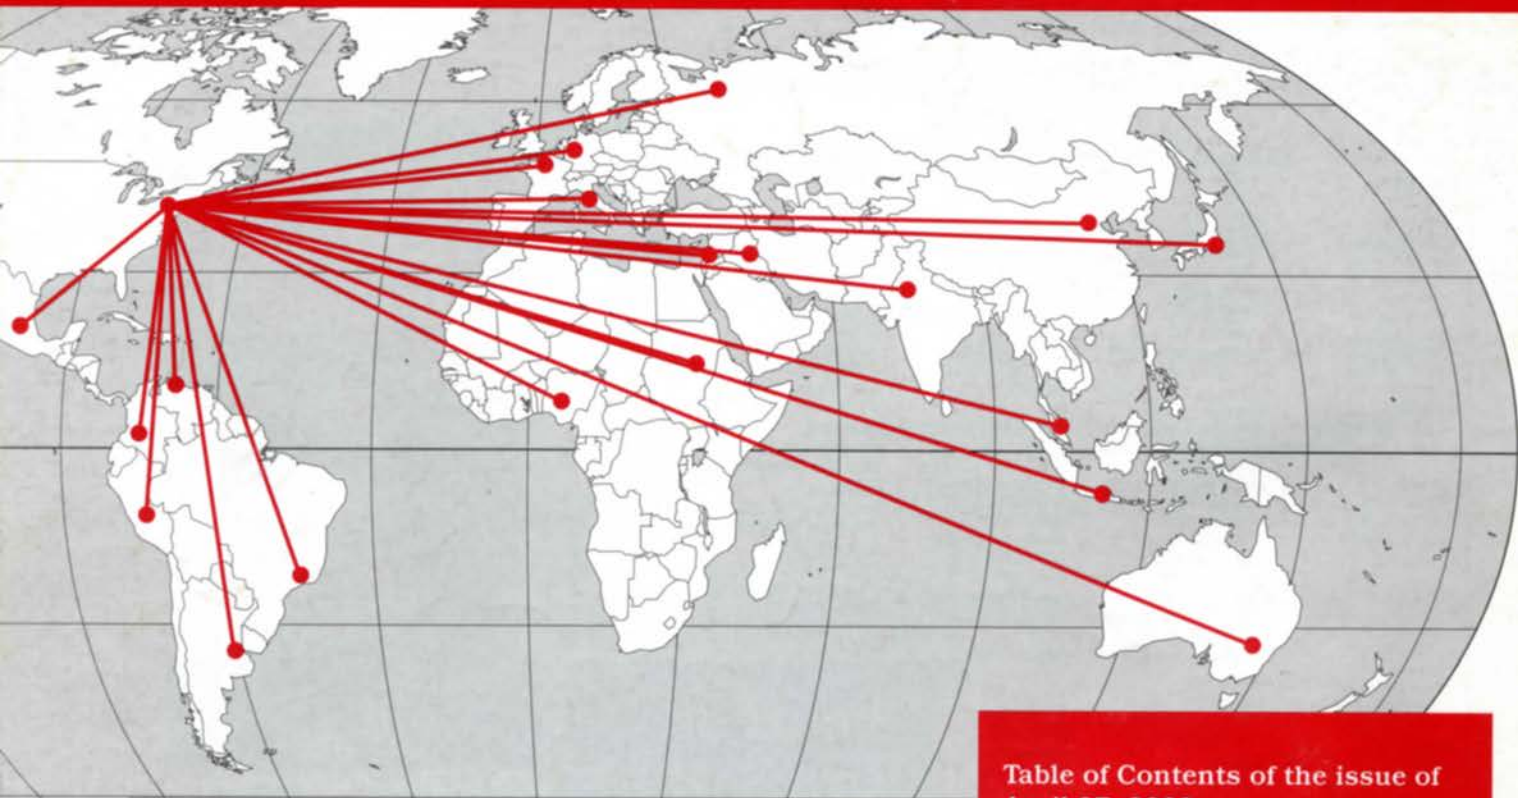 Table of Contents of the issue of